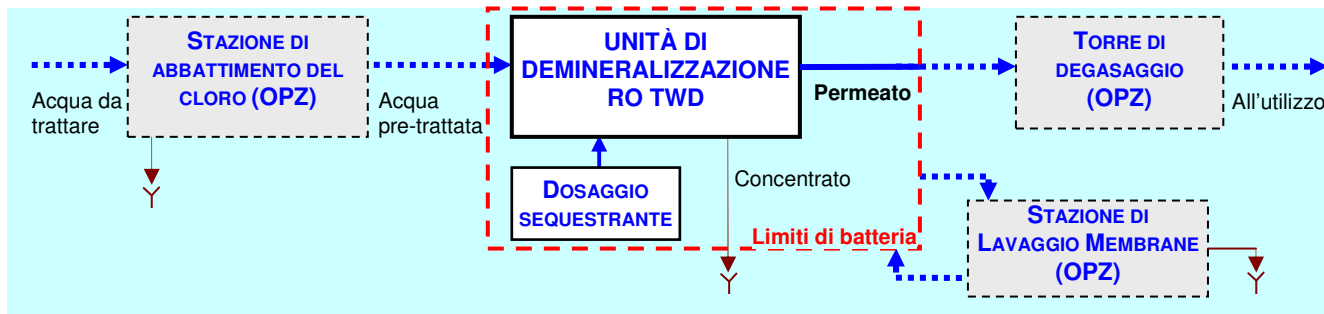 STAZIONE DI
ABBATTIMENTO DEL
CLORO (OPZ)
Acqua da
trattare
Acqua
pre-trattata
UNITÀ DI
DEMINERALIZZAZIONE
RO TWD
DOSAGGIO
SEQUESTRANTE
Concentrato
Permeato
Limiti di batteria
TORRE DI
DEGASAGGIO
(OPZ)
All'utilizzo
STAZIONE DI
LAVAGGIO MEMBRANE
(OPZ)